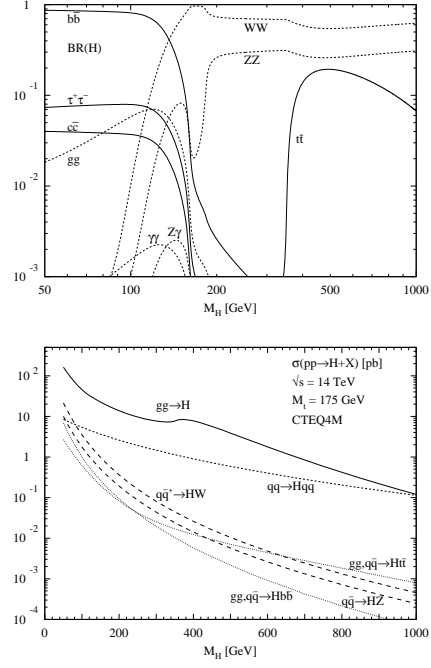 1
bb̄
BR(H)
WW
ZZ
10⁻¹
τ⁺τ⁻
cc̄
gg
tt̄
10⁻²
γγ
Zγ
10⁻³
50 100 200 500 1000
M_H [GeV]
σ(pp→H+X) [pb]
√s = 14 TeV
M_t = 175 GeV
CTEQ4M
10²
gg→H
10
1
qq→Hqq
10⁻¹
qq̄'→HW
10⁻²
gg,qq̄→Htt̄
10⁻³
gg,qq̄→Hbb̄
qq̄→HZ
10⁻⁴
0 200 400 600 800 1000
M_H [GeV]